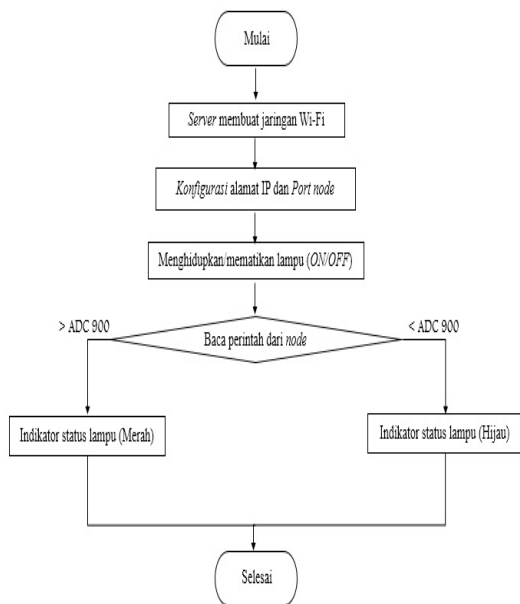 Mulai
Server membuat jaringan Wi-Fi
Konfigurasi alamat IP dan Port node
Menghidupkan/mematikan lampu (ON/OFF)
> ADC 900
Baca perintah dari node
< ADC 900
Indikator status lampu (Merah)
Indikator status lampu (Hijau)
Selesai